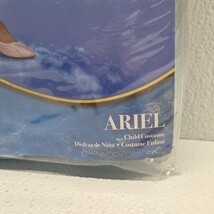 ARIEL
Child Costume
Disfraz de Niña • Costume Enfant